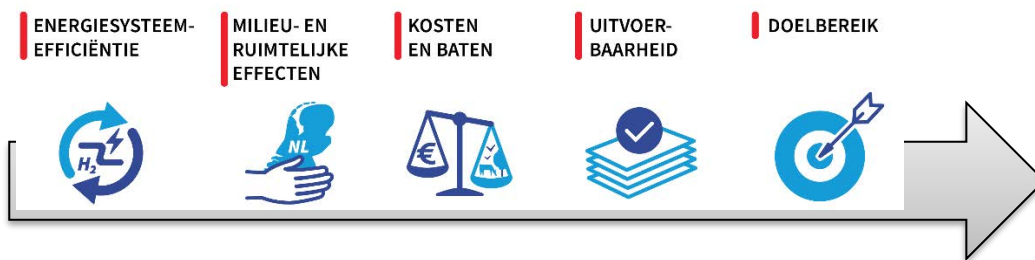 ENERGIESYSTEEM-
EFFICIËNTIE
MILIEU- EN
RUIMTELIJKE
EFFECTEN
KOSTEN
EN BATEN
UITVOER-
BAARHEID
DOELBEREIK
H₂
NL
€